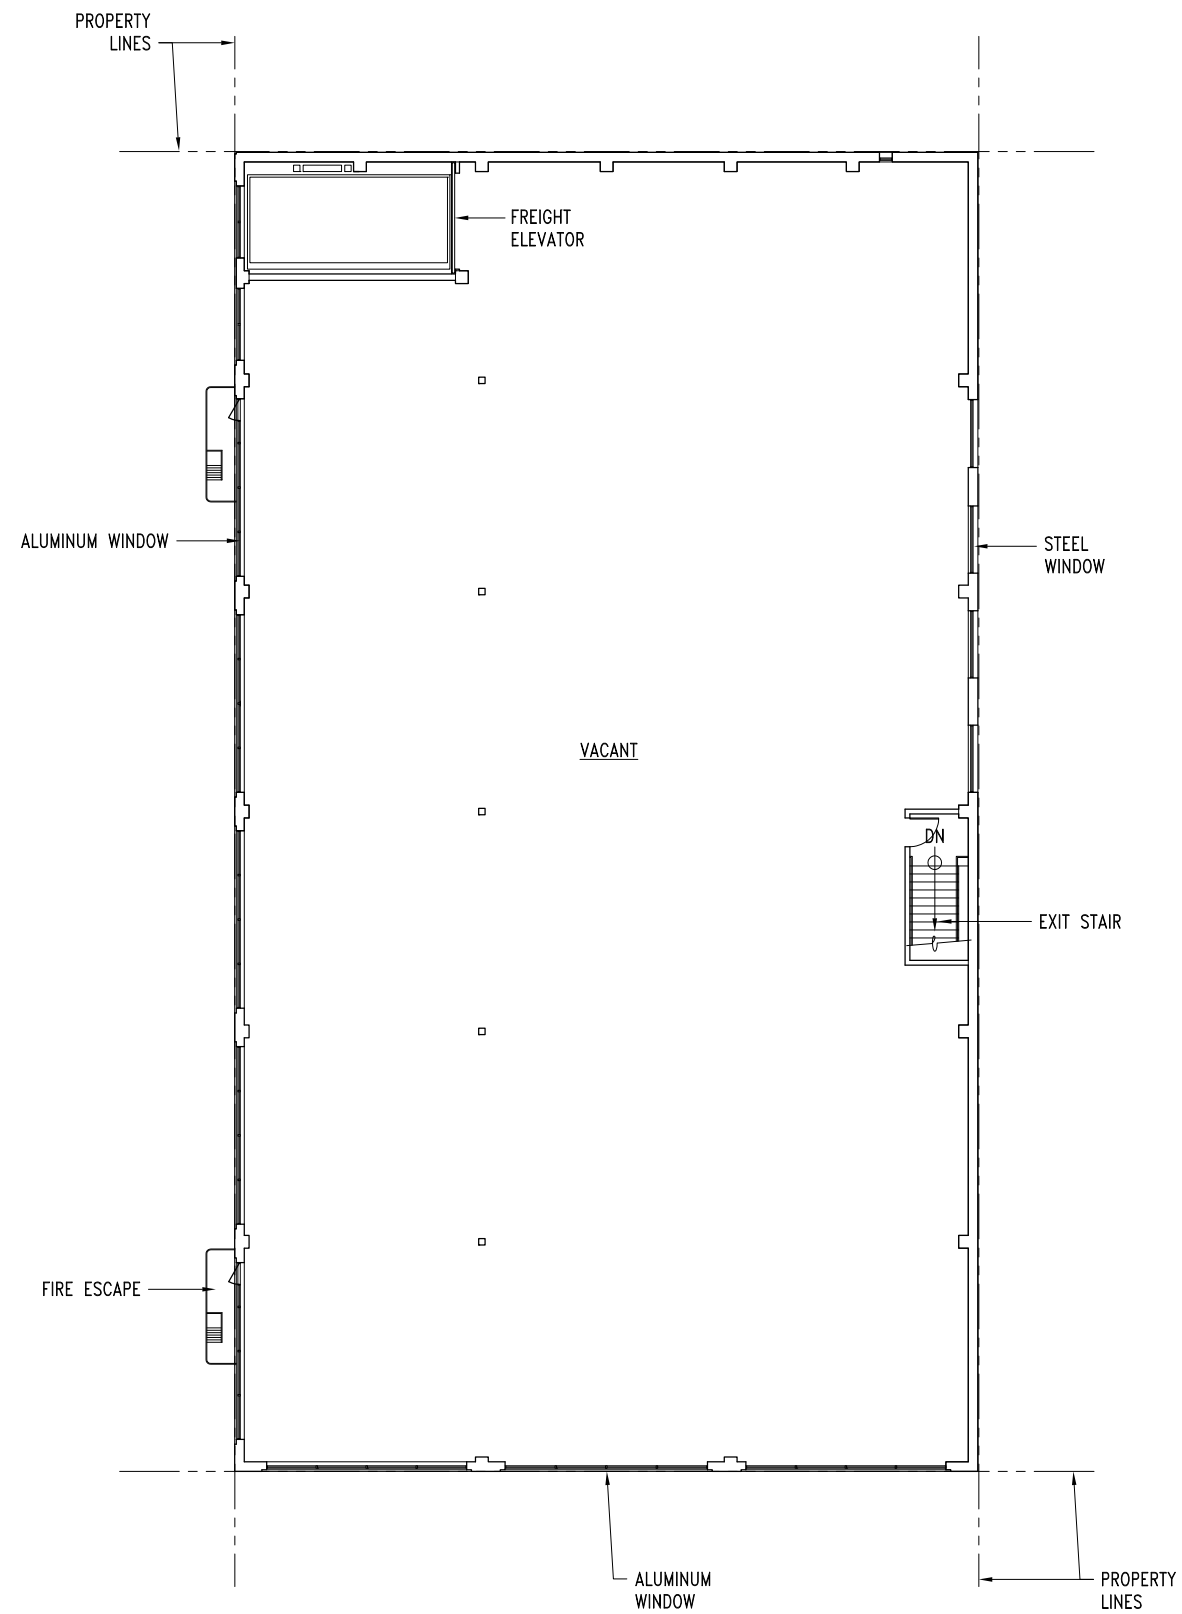 PROPERTY
LINES
FREIGHT
ELEVATOR
ALUMINUM WINDOW
STEEL
WINDOW
VACANT
DN
EXIT STAIR
FIRE ESCAPE
ALUMINUM
WINDOW
PROPERTY
LINES